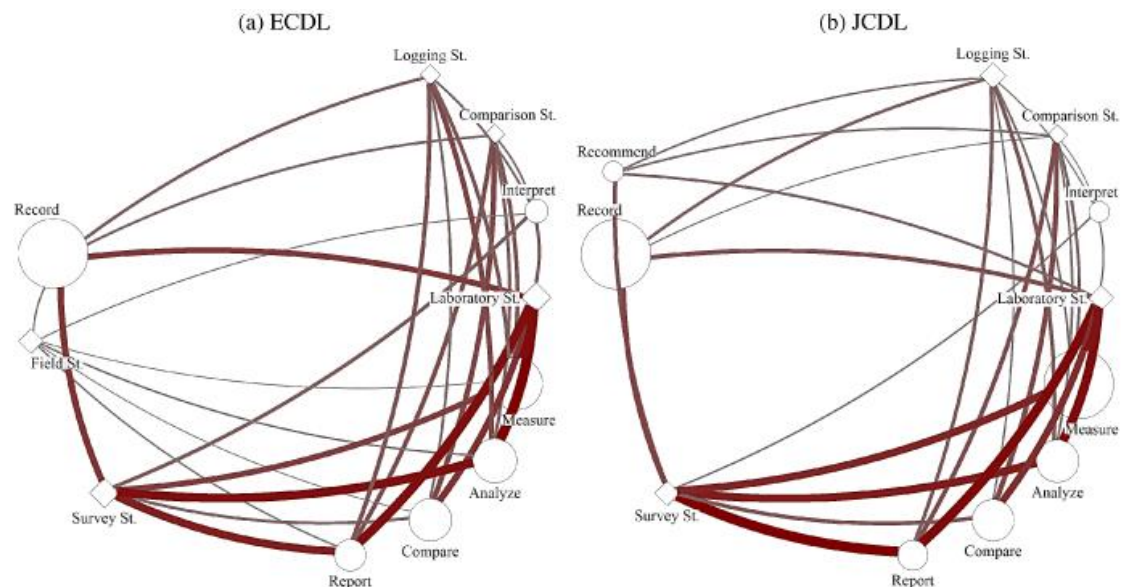 (a) ECDL
Logging St.
Comparison St.
Interpret
Record
Laboratory St.
Field St.
Measure
Analyze
Survey St.
Compare
Report
(b) JCDL
Logging St.
Comparison St.
Recommend
Interpret
Record
Laboratory St.
Measure
Analyze
Survey St.
Compare
Report